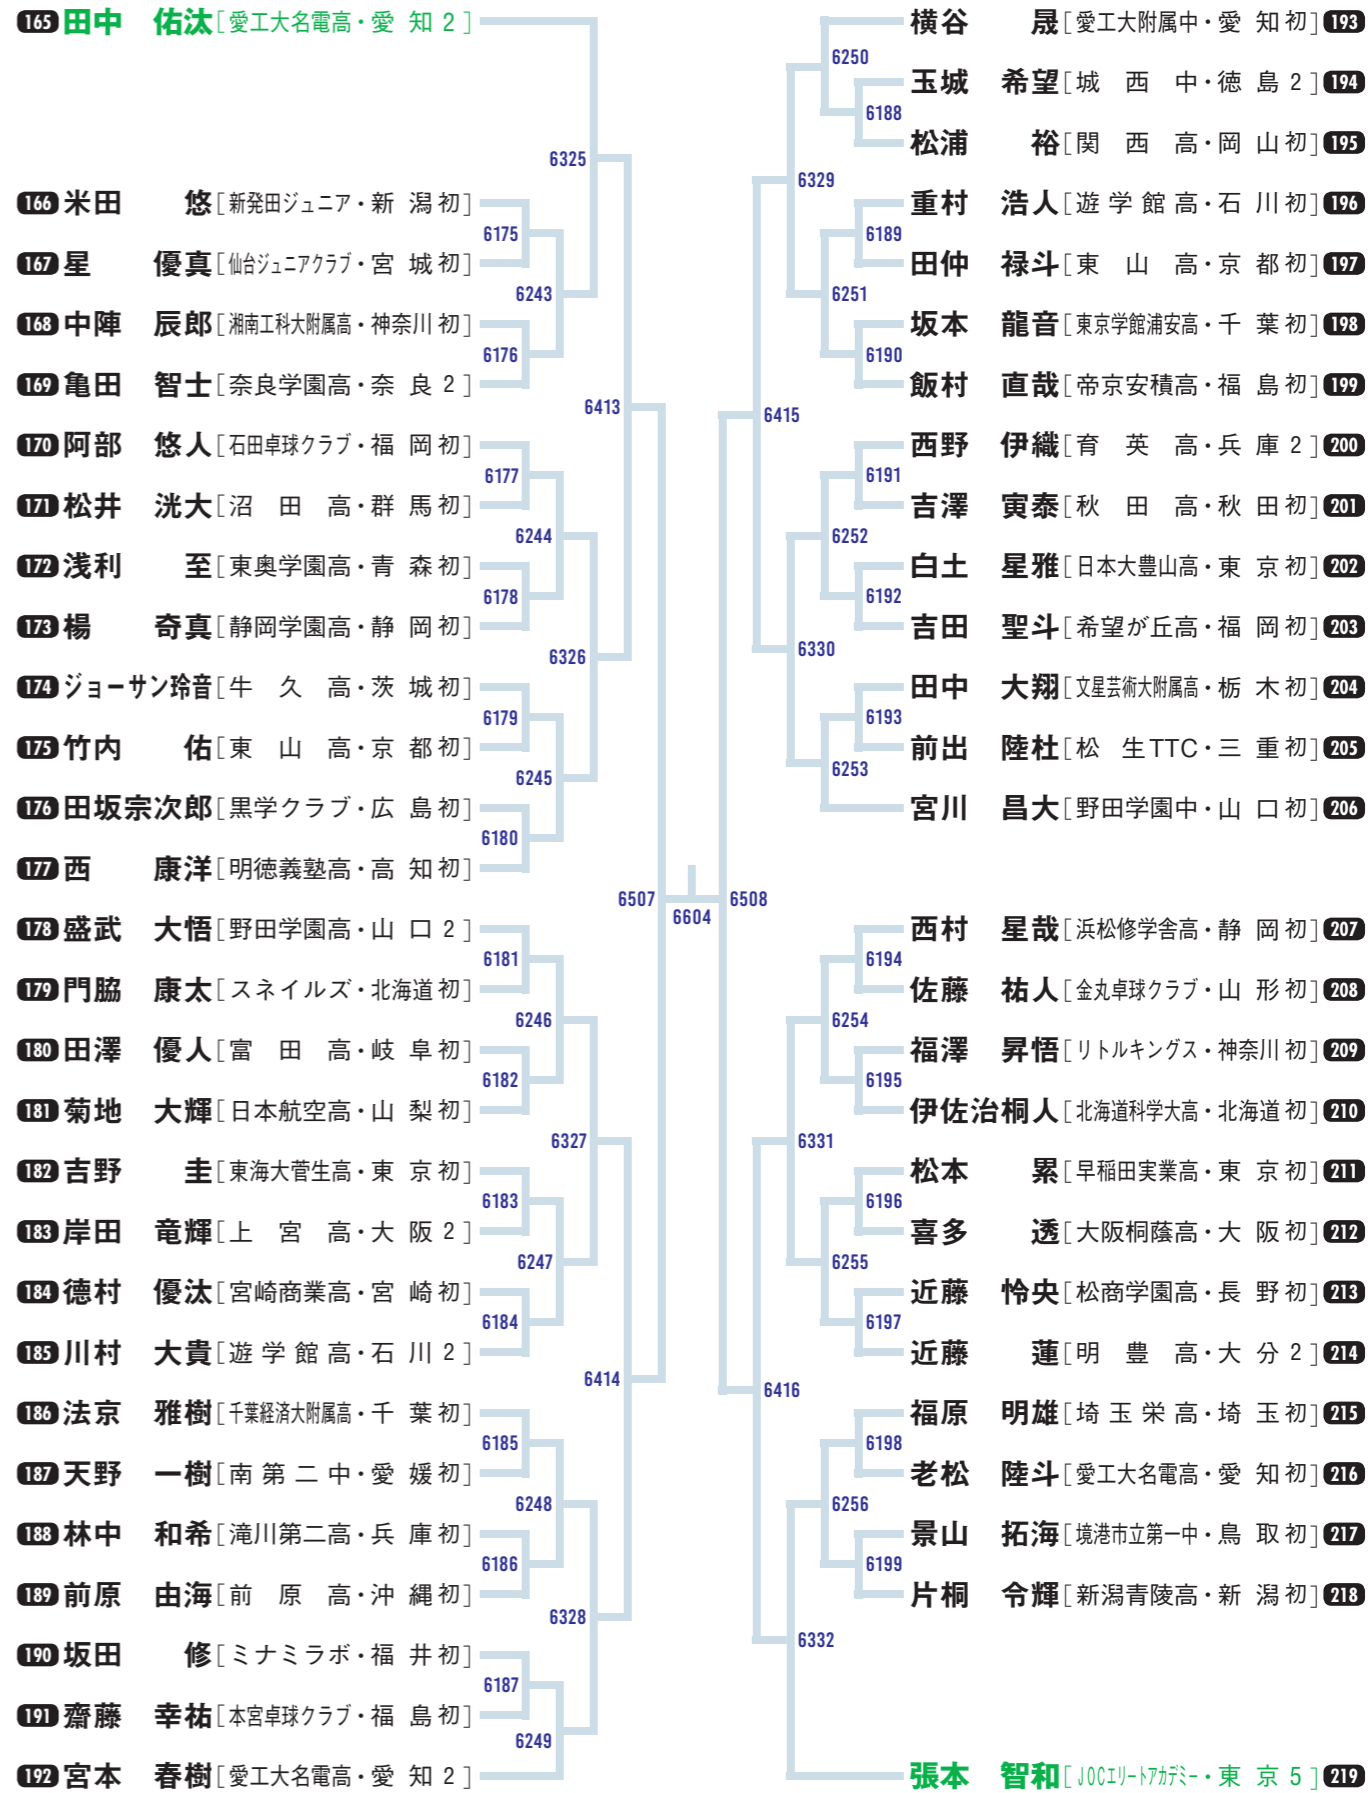 165 田中 佑汰 [愛工大名電高・愛知2]
166 米田 悠 [新発田ジュニア・新潟初]
167 星 優真 [仙台ジュニアクラブ・宮城初]
168 中陣 辰郎 [湘南工科大附属高・神奈川初]
169 亀田 智士 [奈良学園高・奈良2]
170 阿部 悠人 [石田卓球クラブ・福岡初]
171 松井 洸大 [沼田高・群馬初]
172 浅利 至 [東奥学園高・青森初]
173 楊 奇真 [静岡学園高・静岡初]
174 ジョーサン玲音 [牛久高・茨城初]
175 竹内 佑 [東山高・京都初]
176 田坂宗次郎 [黒学クラブ・広島初]
177 西 康洋 [明徳義塾高・高知初]
178 盛武 大悟 [野田学園高・山口2]
179 門脇 康太 [スネイルズ・北海道初]
180 田澤 優人 [富田高・岐阜初]
181 菊地 大輝 [日本航空高・山梨初]
182 吉野 圭 [東海大菅生高・東京初]
183 岸田 竜輝 [上宮高・大阪2]
184 德村 優汰 [宮崎商業高・宮崎初]
185 川村 大貴 [遊学館高・石川2]
186 法京 雅樹 [千葉経済大附属高・千葉初]
187 天野 一樹 [南第二中・愛媛初]
188 林中 和希 [滝川第二高・兵庫初]
189 前原 由海 [前原高・沖縄初]
190 坂田 修 [ミナミラボ・福井初]
191 齋藤 幸祐 [本宮卓球クラブ・福島初]
192 宮本 春樹 [愛工大名電高・愛知2]
6175
6176
6177
6178
6179
6180
6181
6182
6183
6184
6185
6186
6187
6243
6244
6245
6246
6247
6248
6249
6325
6326
6327
6328
6413
6414
6507
6604
6508
6415
6416
6329
6330
6331
6332
6250
6251
6252
6253
6254
6255
6256
6188
6189
6190
6191
6192
6193
6194
6195
6196
6197
6198
6199
横谷 晟 [愛工大附属中・愛知初] 193
玉城 希望 [城西中・徳島2] 194
松浦 裕 [関西高・岡山初] 195
重村 浩人 [遊学館高・石川初] 196
田仲 禄斗 [東山高・京都初] 197
坂本 龍音 [東京学館浦安高・千葉初] 198
飯村 直哉 [帝京安積高・福島初] 199
西野 伊織 [育英高・兵庫2] 200
吉澤 寅泰 [秋田高・秋田初] 201
白土 星雅 [日本大豊山高・東京初] 202
吉田 聖斗 [希望が丘高・福岡初] 203
田中 大翔 [文星芸術大附属高・栃木初] 204
前出 陸杜 [松生TTC・三重初] 205
宮川 昌大 [野田学園中・山口初] 206
西村 星哉 [浜松修学舎高・静岡初] 207
佐藤 祐人 [金丸卓球クラブ・山形初] 208
福澤 昇悟 [リトルキングス・神奈川初] 209
伊佐治桐人 [北海道科学大高・北海道初] 210
松本 累 [早稲田実業高・東京初] 211
喜多 透 [大阪桐蔭高・大阪初] 212
近藤 怜央 [松商学園高・長野初] 213
近藤 蓮 [明豊高・大分2] 214
福原 明雄 [埼玉栄高・埼玉初] 215
老松 陸斗 [愛工大名電高・愛知初] 216
景山 拓海 [境港市立第一中・鳥取初] 217
片桐 令輝 [新潟青陵高・新潟初] 218
張本 智和 [JOCエリートアカデミー・東京5] 219